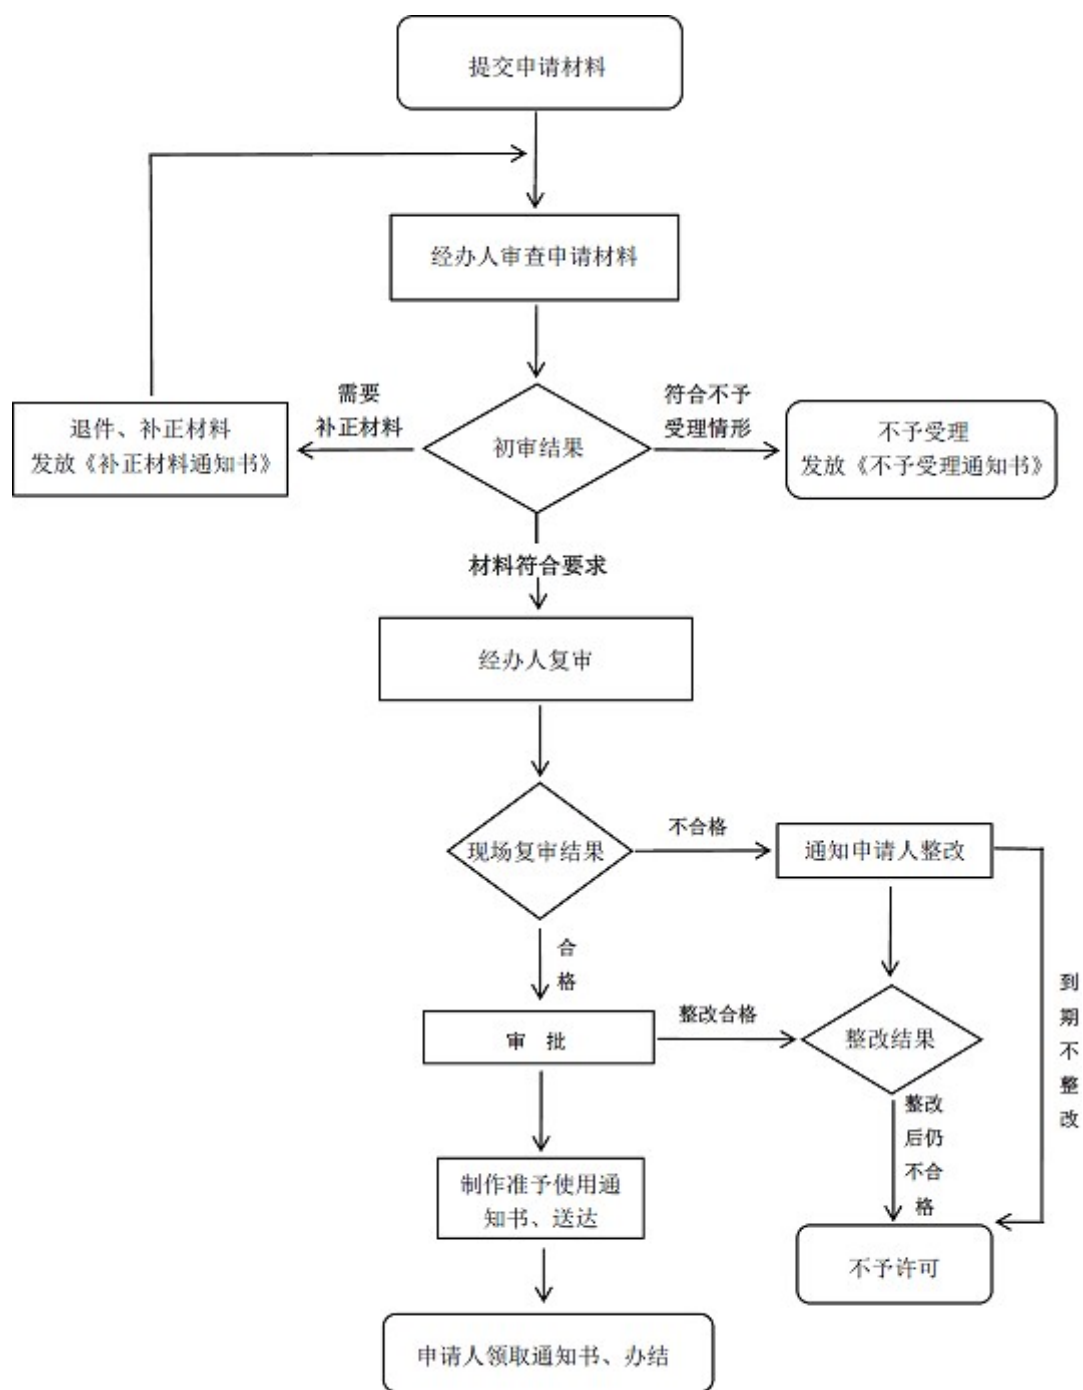 提交申请材料
经办人审查申请材料
需要
补正材料
符合不予
受理情形
退件、补正材料
发放《补正材料通知书》
初审结果
不予受理
发放《不予受理通知书》
材料符合要求
经办人复审
现场复审结果
不合格
通知申请人整改
合
格
到
期
不
整
改
审 批
整改合格
整改结果
整改
后仍
不合
格
制作准予使用通
知书、送达
不予许可
申请人领取通知书、办结